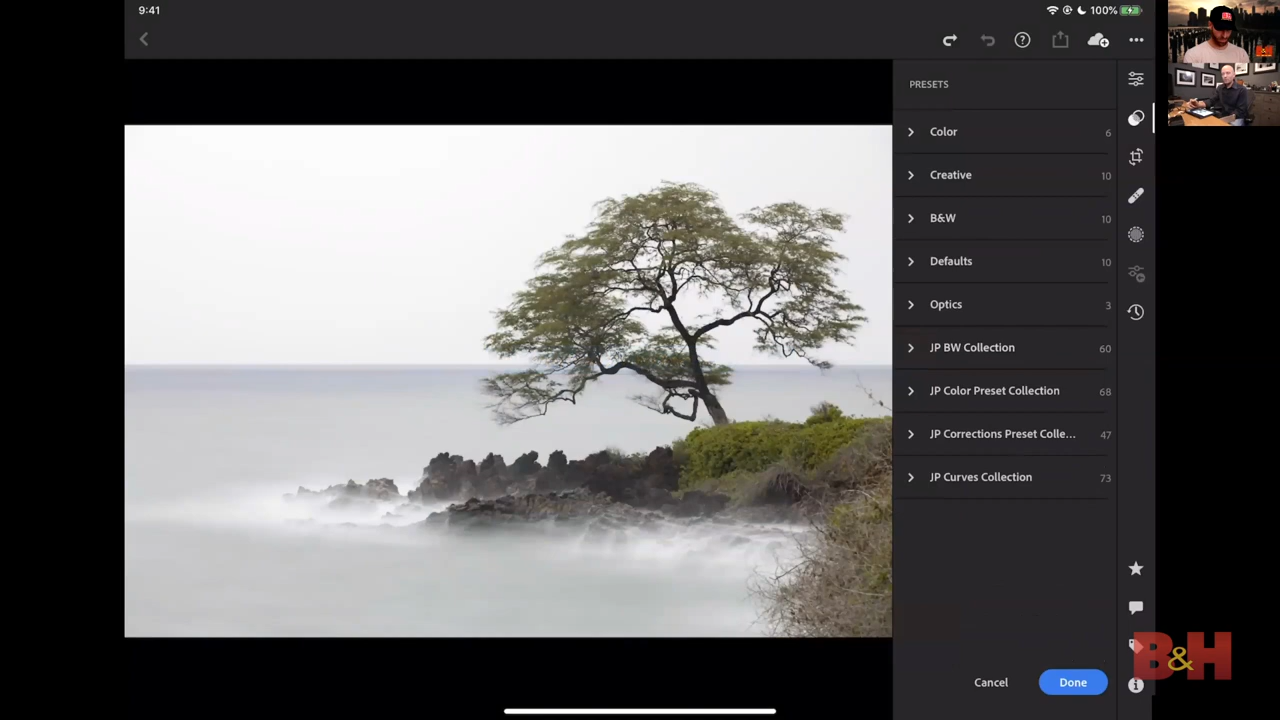 9:41
100%
PRESETS
Color 6
Creative 10
B&W 10
Defaults 10
Optics 3
JP BW Collection 60
JP Color Preset Collection 68
JP Corrections Preset Colle... 47
JP Curves Collection 73
Cancel Done
B&H